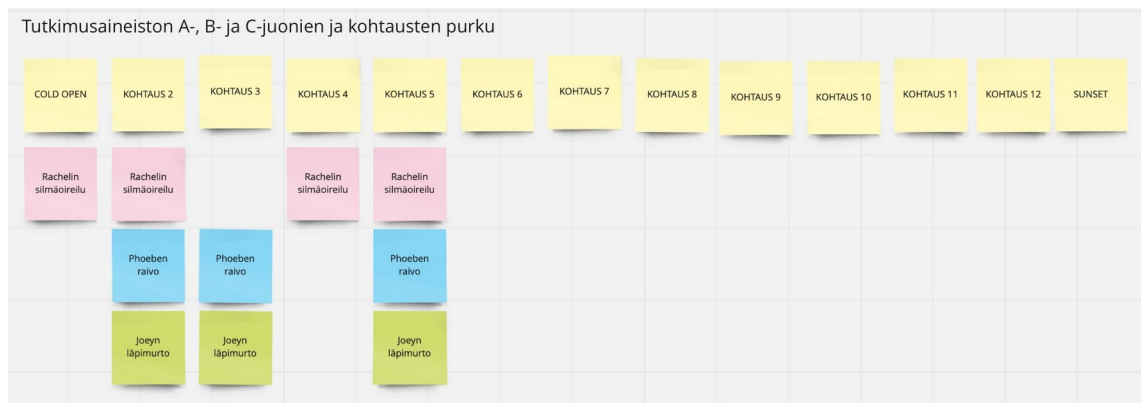 Tutkimusaineiston A-, B- ja C-juonien ja kohtausten purku
COLD OPEN
KOHTAUS 2
KOHTAUS 3
KOHTAUS 4
KOHTAUS 5
KOHTAUS 6
KOHTAUS 7
KOHTAUS 8
KOHTAUS 9
KOHTAUS 10
KOHTAUS 11
KOHTAUS 12
SUNSET
Rachelin
silmäoireilu
Rachelin
silmäoireilu
Rachelin
silmäoireilu
Rachelin
silmäoireilu
Phoeben
raivo
Phoeben
raivo
Phoeben
raivo
Joeyn
läpimurto
Joeyn
läpimurto
Joeyn
läpimurto